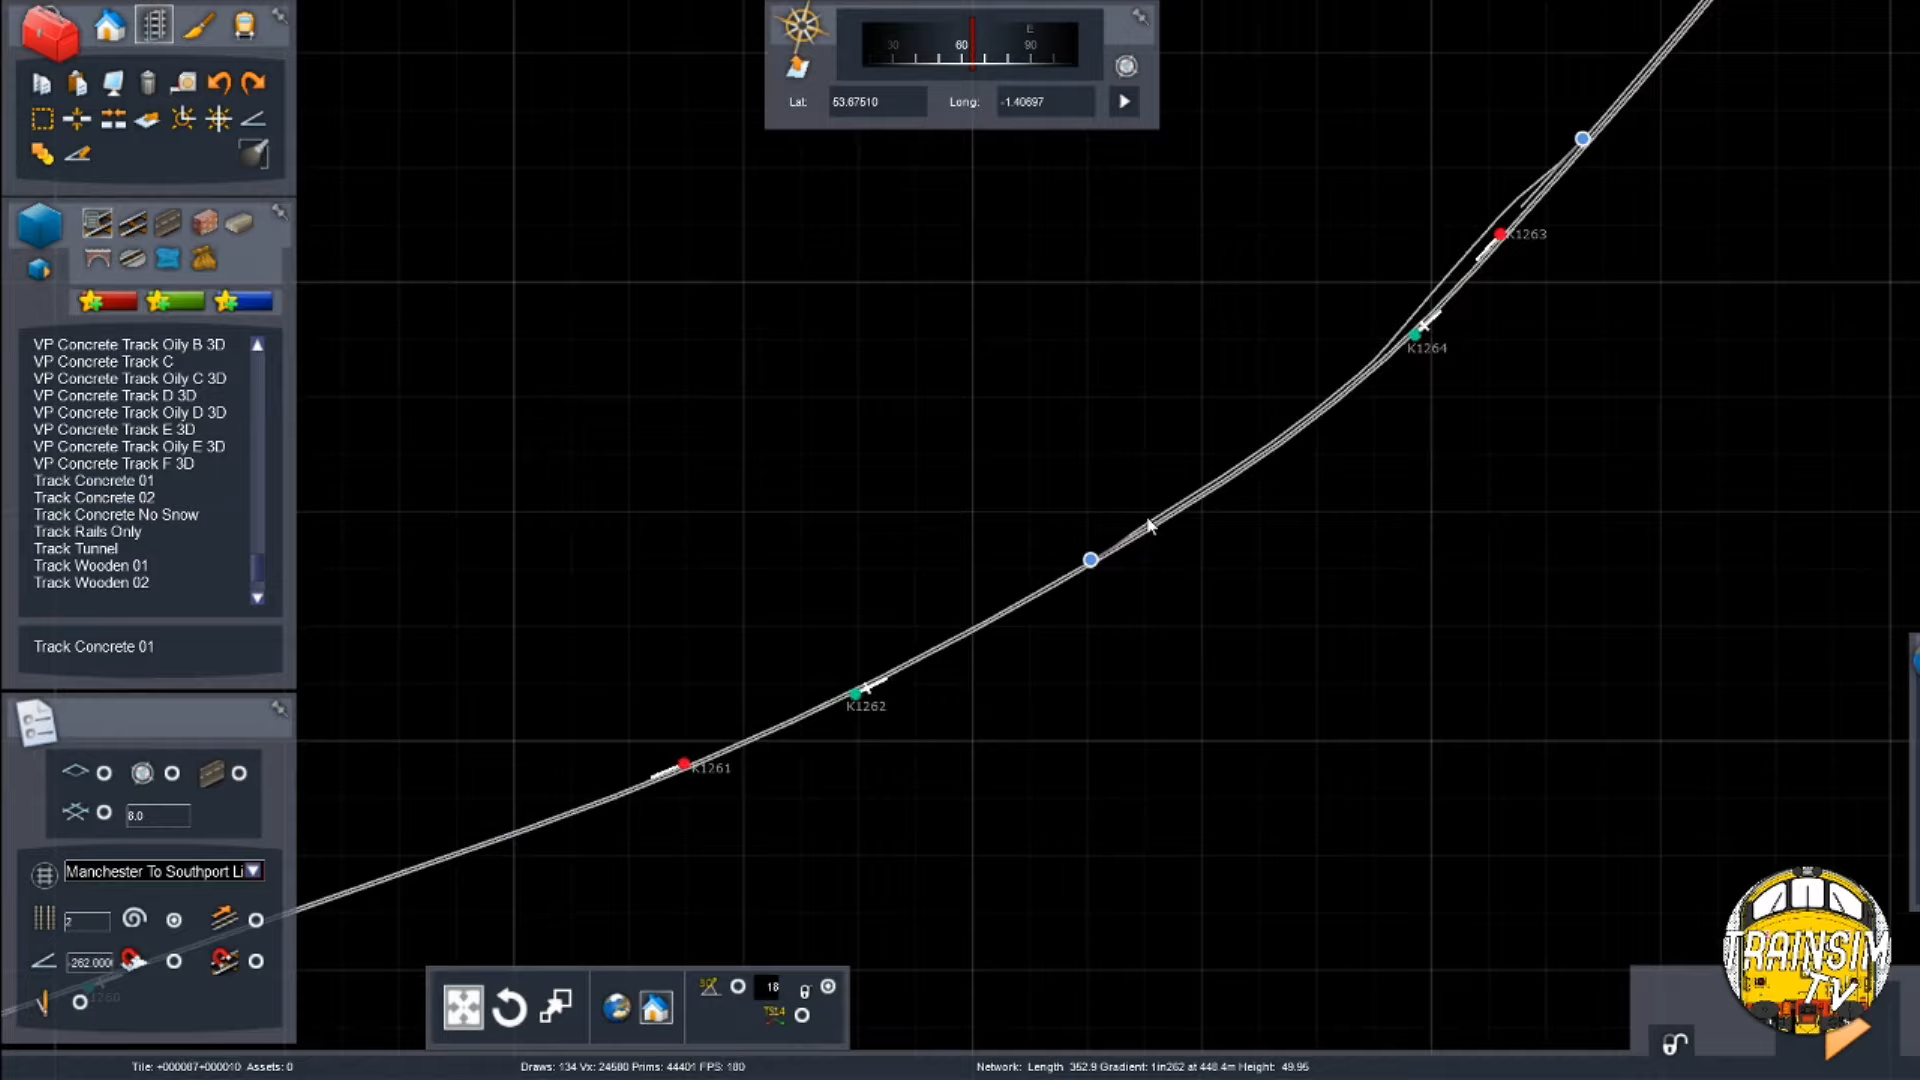 30
60
E
90
Lat:
53.67510
Long:
-1.40697
VP Concrete Track Oily B 3D
VP Concrete Track C
VP Concrete Track Oily C 3D
VP Concrete Track D 3D
VP Concrete Track Oily D 3D
VP Concrete Track E 3D
VP Concrete Track Oily E 3D
VP Concrete Track F 3D
Track Concrete 01
Track Concrete 02
Track Concrete No Snow
Track Rails Only
Track Tunnel
Track Wooden 01
Track Wooden 02
Track Concrete 01
8.0
Manchester To Southport Li
2
-262.000
1260
K1263
K1264
K1262
K1261
30°
18
TS14
TRAINSIM
TV
Tile: +000087+000010 Assets: 0
Draws: 134 Vx: 24580 Prims: 44401 FPS: 180
Network: Length 352.9 Gradient: 1in262 at 448.4m Height: 49.95